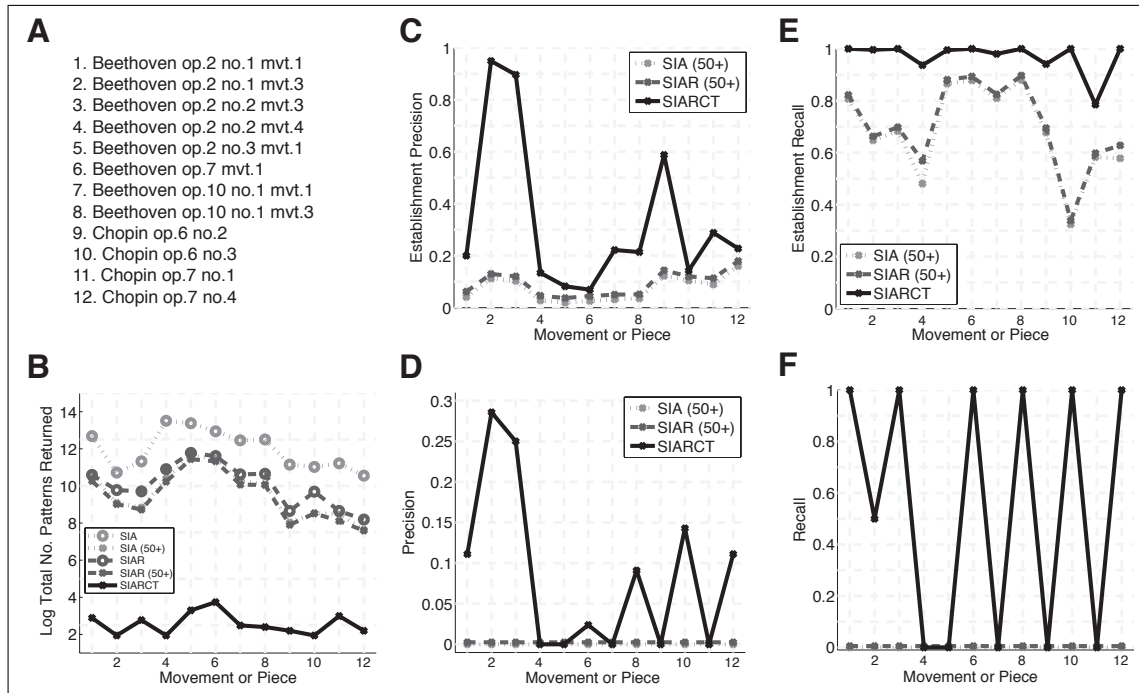 A
1. Beethoven op.2 no.1 mvt.1
2. Beethoven op.2 no.1 mvt.3
3. Beethoven op.2 no.2 mvt.3
4. Beethoven op.2 no.2 mvt.4
5. Beethoven op.2 no.3 mvt.1
6. Beethoven op.7 mvt.1
7. Beethoven op.10 no.1 mvt.1
8. Beethoven op.10 no.1 mvt.3
9. Chopin op.6 no.2
10. Chopin op.6 no.3
11. Chopin op.7 no.1
12. Chopin op.7 no.4
B
Log Total No. Patterns Returned
14
12
10
8
6
4
2
SIA
SIA (50+)
SIAR
SIAR (50+)
SIARCT
2 4 6 8 10 12
Movement or Piece
C
Establishment Precision
1
0.8
0.6
0.4
0.2
0
SIA (50+)
SIAR (50+)
SIARCT
2 4 6 8 10 12
Movement or Piece
D
Precision
0.3
0.25
0.2
0.15
0.1
0.05
0
SIA (50+)
SIAR (50+)
SIARCT
2 4 6 8 10 12
Movement or Piece
E
Establishment Recall
1
0.8
0.6
0.4
0.2
0
SIA (50+)
SIAR (50+)
SIARCT
2 4 6 8 10 12
Movement or Piece
F
Recall
1
0.8
0.6
0.4
0.2
0
2 4 6 8 10 12
Movement or Piece